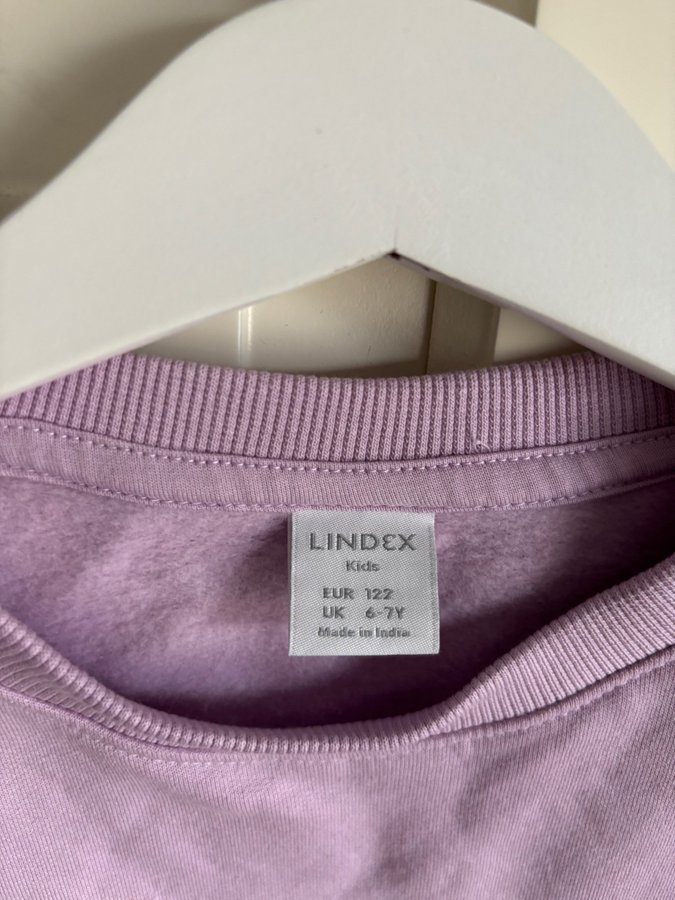 LINDEX
Kids
EUR 122
UK 6-7Y
Made in India